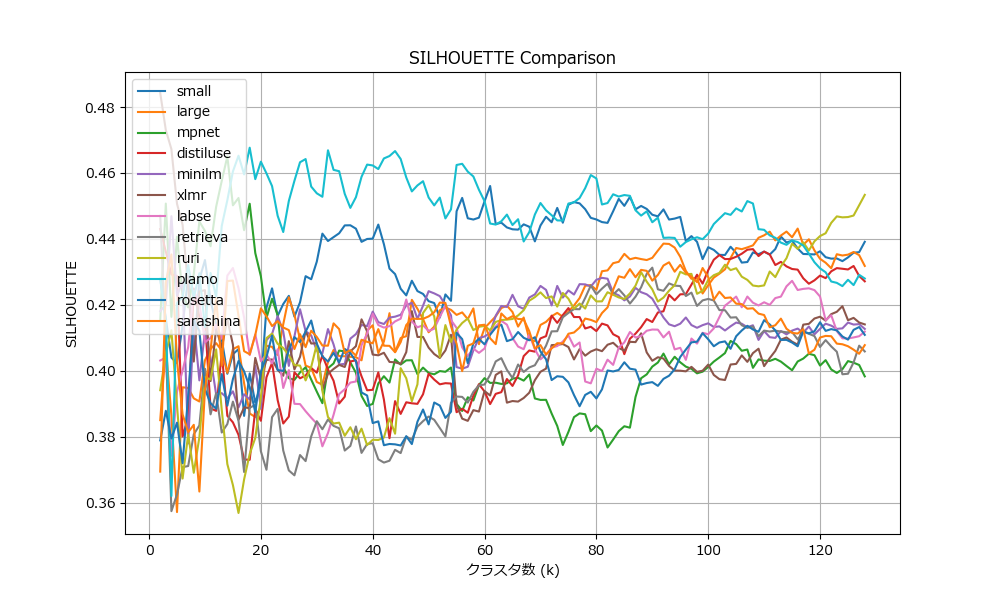 SILHOUETTE Comparison
SILHOUETTE
0.48
0.46
0.44
0.42
0.40
0.38
0.36
small
large
mpnet
distiluse
minilm
xlmr
labse
retrieva
ruri
plamo
rosetta
sarashina
0 20 40 60 80 100 120
クラスタ数 (k)